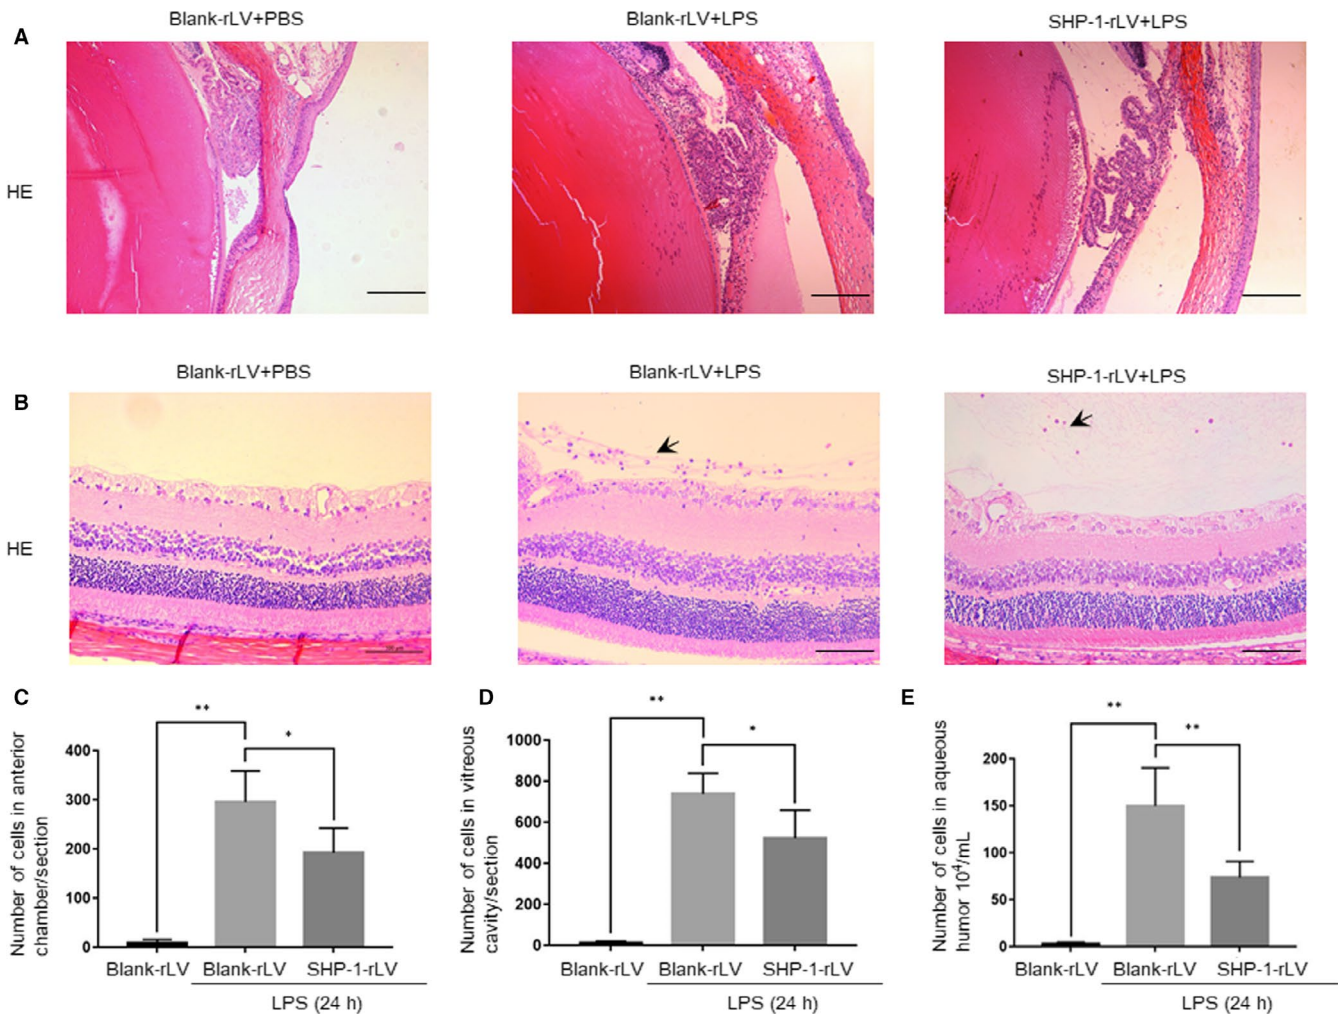 A
Blank-rLV+PBS
Blank-rLV+LPS
SHP-1-rLV+LPS
HE
B
Blank-rLV+PBS
Blank-rLV+LPS
SHP-1-rLV+LPS
HE
C
Number of cells in anterior
chamber/section
400
300
200
100
0
**
*
Blank-rLV
Blank-rLV
SHP-1-rLV
LPS (24 h)
D
Number of cells in vitreous
cavity/section
1000
800
600
400
200
0
**
*
Blank-rLV
Blank-rLV
SHP-1-rLV
LPS (24 h)
E
Number of cells in aqueous
humor 10⁴/mL
200
150
100
50
0
**
**
Blank-rLV
Blank-rLV
SHP-1-rLV
LPS (24 h)